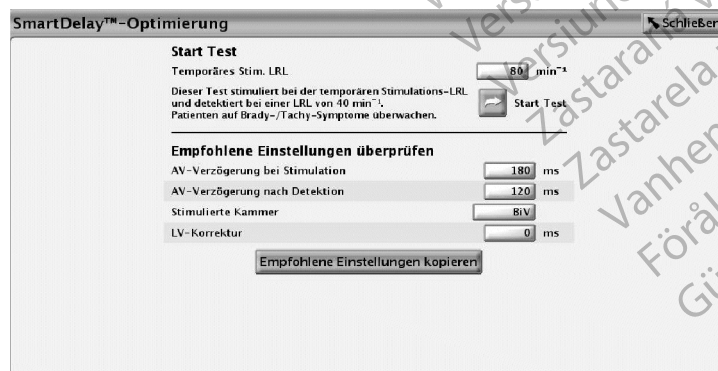 SmartDelay™-Optimierung
Schließen
Start Test
Temporäres Stim. LRL 80 min⁻¹
Dieser Test stimuliert bei der temporären Stimulations-LRL
und detektiert bei einer LRL von 40 min⁻¹.
Patienten auf Brady-/Tachy-Symptome überwachen.
Start Test
Empfohlene Einstellungen überprüfen
AV-Verzögerung bei Stimulation 180 ms
AV-Verzögerung nach Detektion 120 ms
Stimulierte Kammer BiV
LV-Korrektur 0 ms
Empfohlene Einstellungen kopieren
Zastaraná
Zastarela